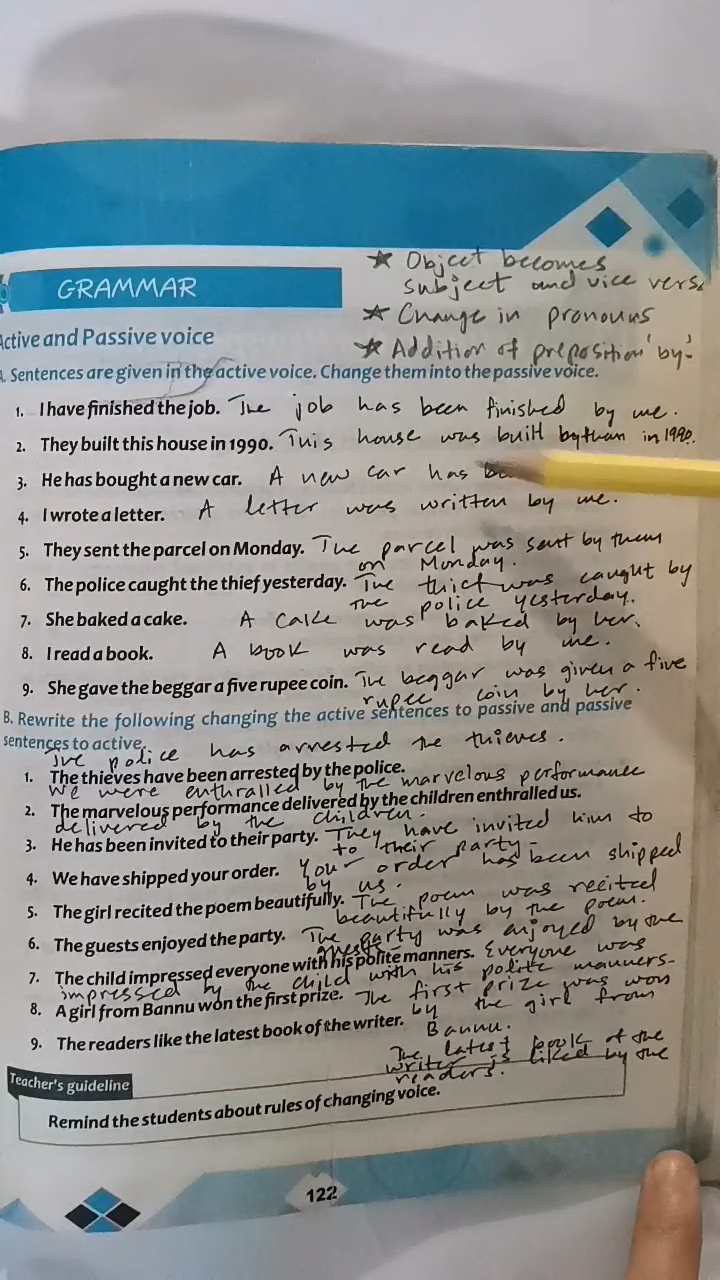 GRAMMAR
★ Object becomes
subject and vice vers
★ Change in pronouns
★ Addition of preposition 'by'
Active and Passive voice
A. Sentences are given in the active voice. Change them into the passive voice.
1. I have finished the job. The job has been finished by me.
2. They built this house in 1990. This house was built by them in 1990.
3. He has bought a new car. A new car has
4. I wrote a letter. A letter was written by me.
5. They sent the parcel on Monday. The parcel was sent by them
on Monday.
6. The police caught the thief yesterday. The thief was caught by
the police yesterday.
7. She baked a cake. A cake was baked by her.
8. I read a book. A book was read by me.
9. She gave the beggar a five rupee coin. The beggar was given a five
rupee coin by her.
B. Rewrite the following changing the active sentences to passive and passive
sentences to active.
The police has arrested the thieves.
1. The thieves have been arrested by the police.
We were enthralled by the marvelous performance
2. The marvelous performance delivered by the children enthralled us.
delivered by the children.
3. He has been invited to their party. They have invited him to
to their party.
4. We have shipped your order. Your order has been shipped
by us.
5. The girl recited the poem beautifully. The poem was recited
beautifully by the poem.
6. The guests enjoyed the party. The party was enjoyed by the
guests.
7. The child impressed everyone with his polite manners. Everyone was
impressed by the child with his polite manners.
8. A girl from Bannu won the first prize. The first prize was won
by the girl from
Bannu.
9. The readers like the latest book of the writer.
The latest book of the
writer is liked by the
readers.
Teacher's guideline
Remind the students about rules of changing voice.
122